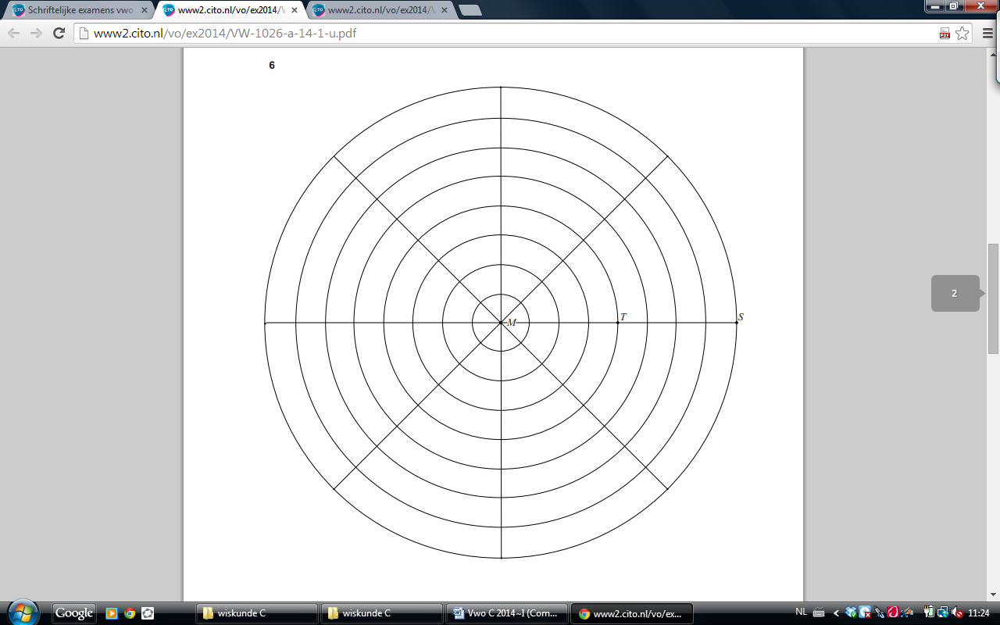 Schriftelijke examens vwo
www2.cito.nl/vo/ex2014/V
www2.cito.nl/vo/ex2014/V
www2.cito.nl/vo/ex2014/VW-1026-a-14-1-u.pdf
6
M
T
S
2
Google
wiskunde C
wiskunde C
Vwo C 2014~I (Com...
www2.cito.nl/vo/ex...
NL
11:24